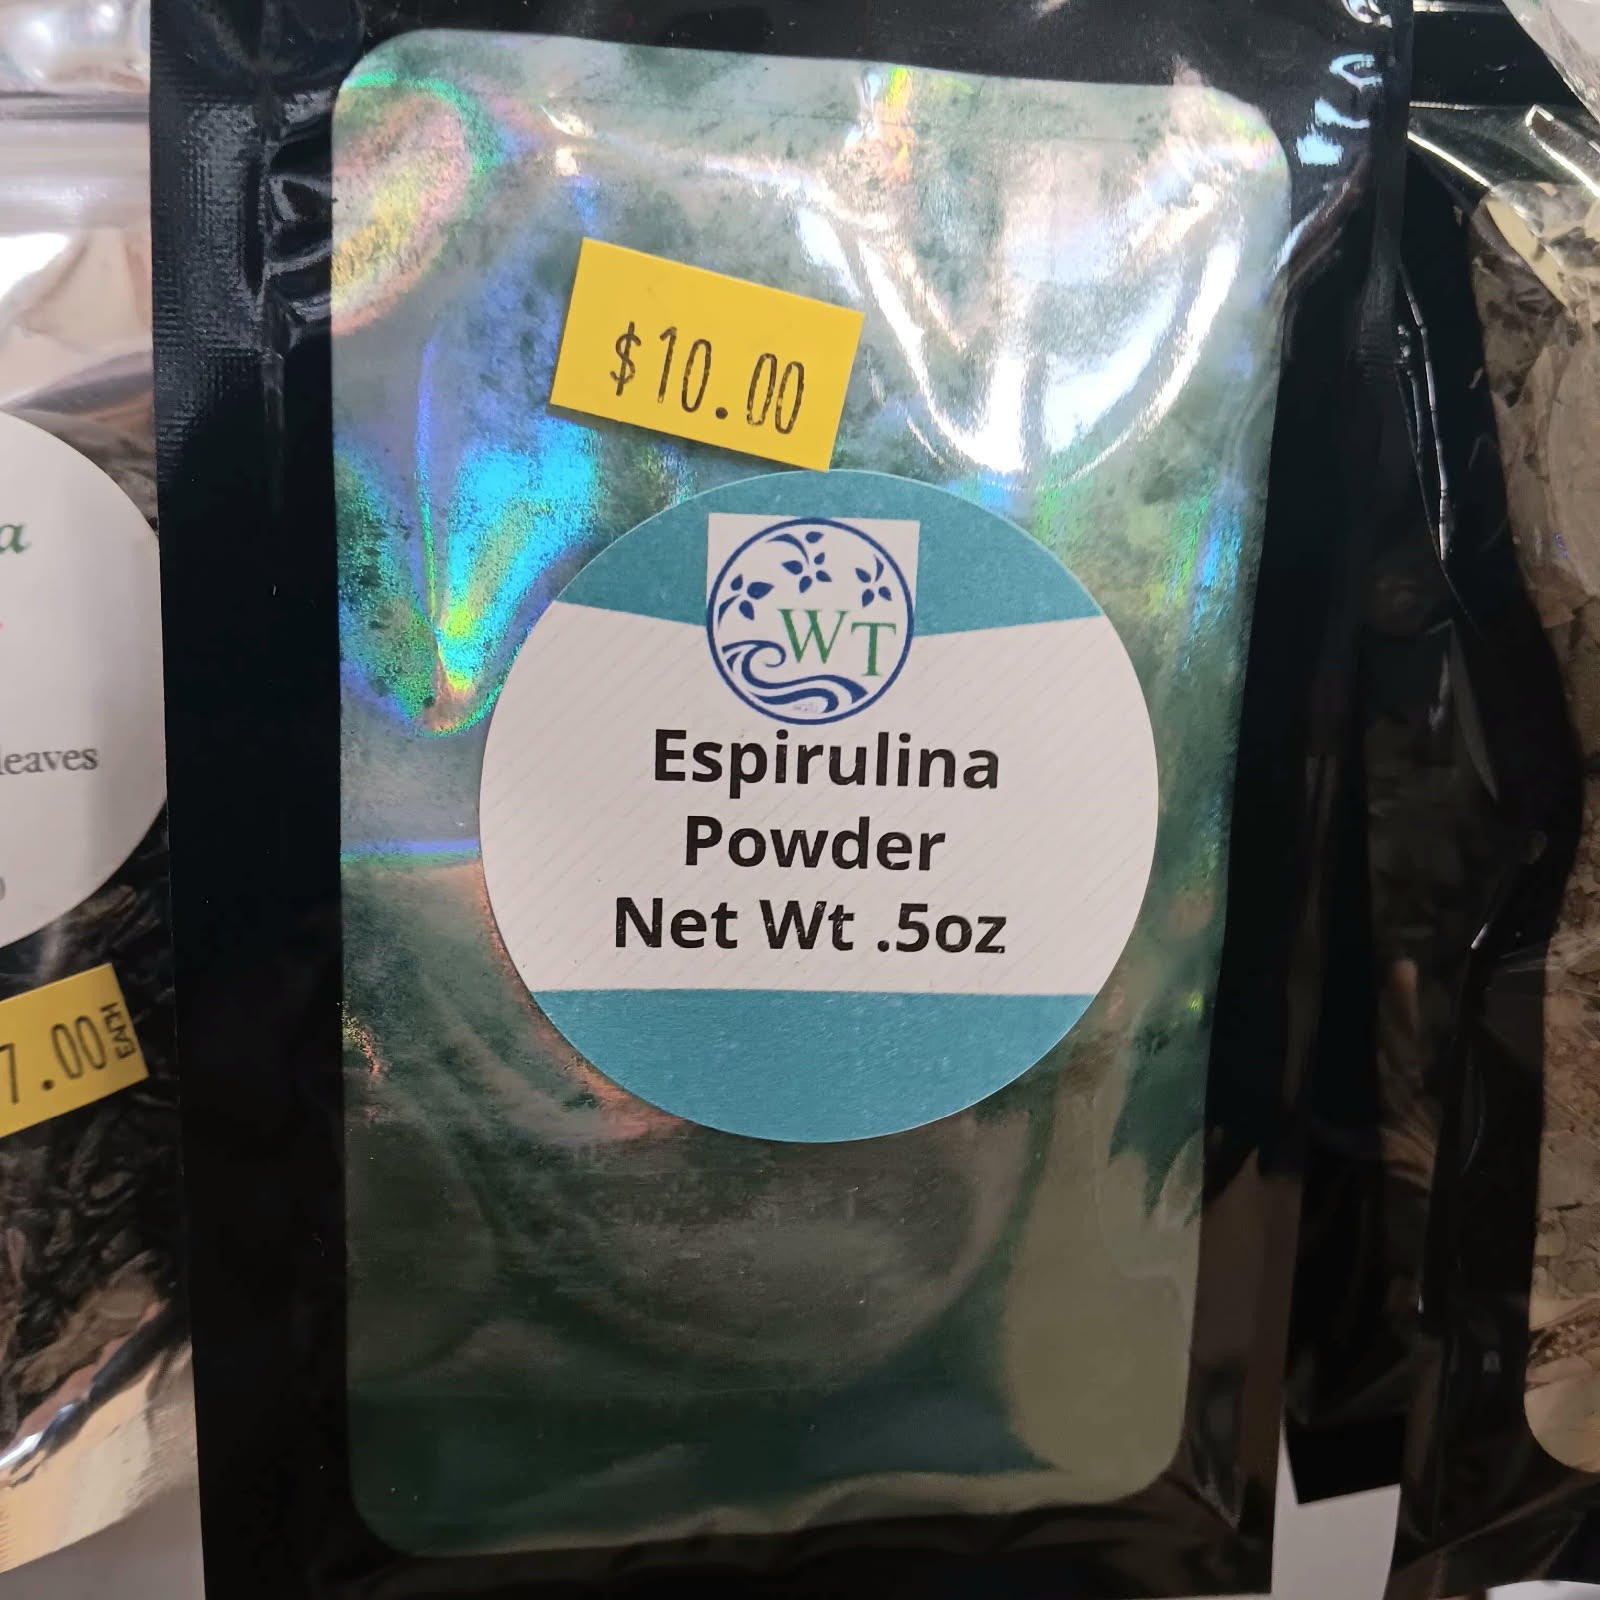 $10.00
WT
Espirulina
Powder
Net Wt .5oz
a
leaves
7.00
EACH